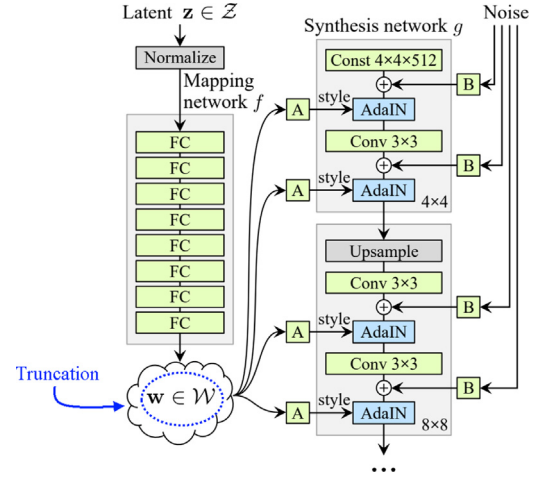 Latent z ∈ 𝒵
Normalize
Mapping
network f
FC
FC
FC
FC
FC
FC
FC
FC
w ∈ 𝒲
Truncation
Synthesis network g
Noise
Const 4×4×512
B
A
style
AdaIN
Conv 3×3
B
A
style
AdaIN
4×4
Upsample
Conv 3×3
B
A
style
AdaIN
Conv 3×3
B
A
style
AdaIN
8×8
...